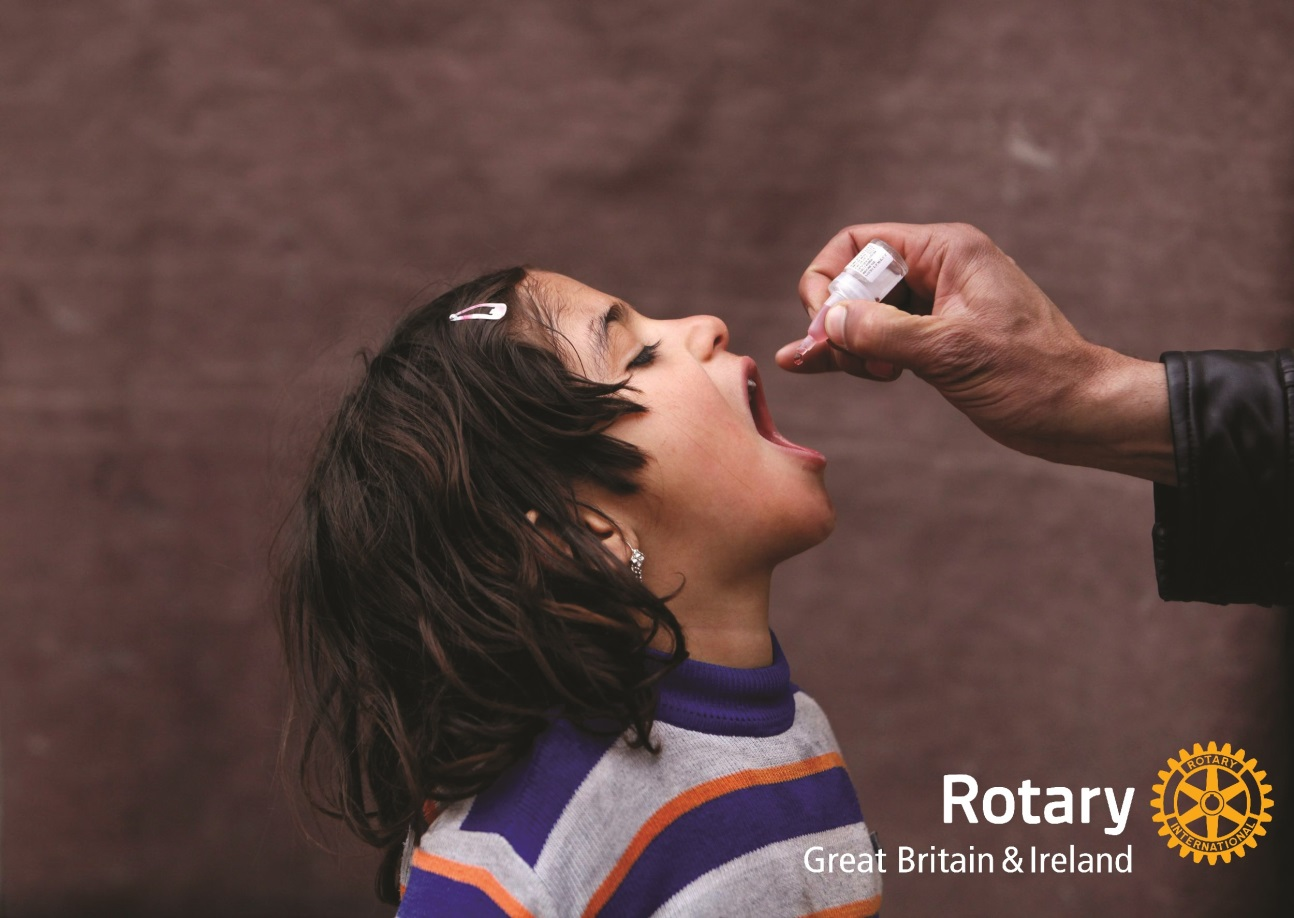 Rotary
Great Britain & Ireland
ROTARY
INTERNATIONAL